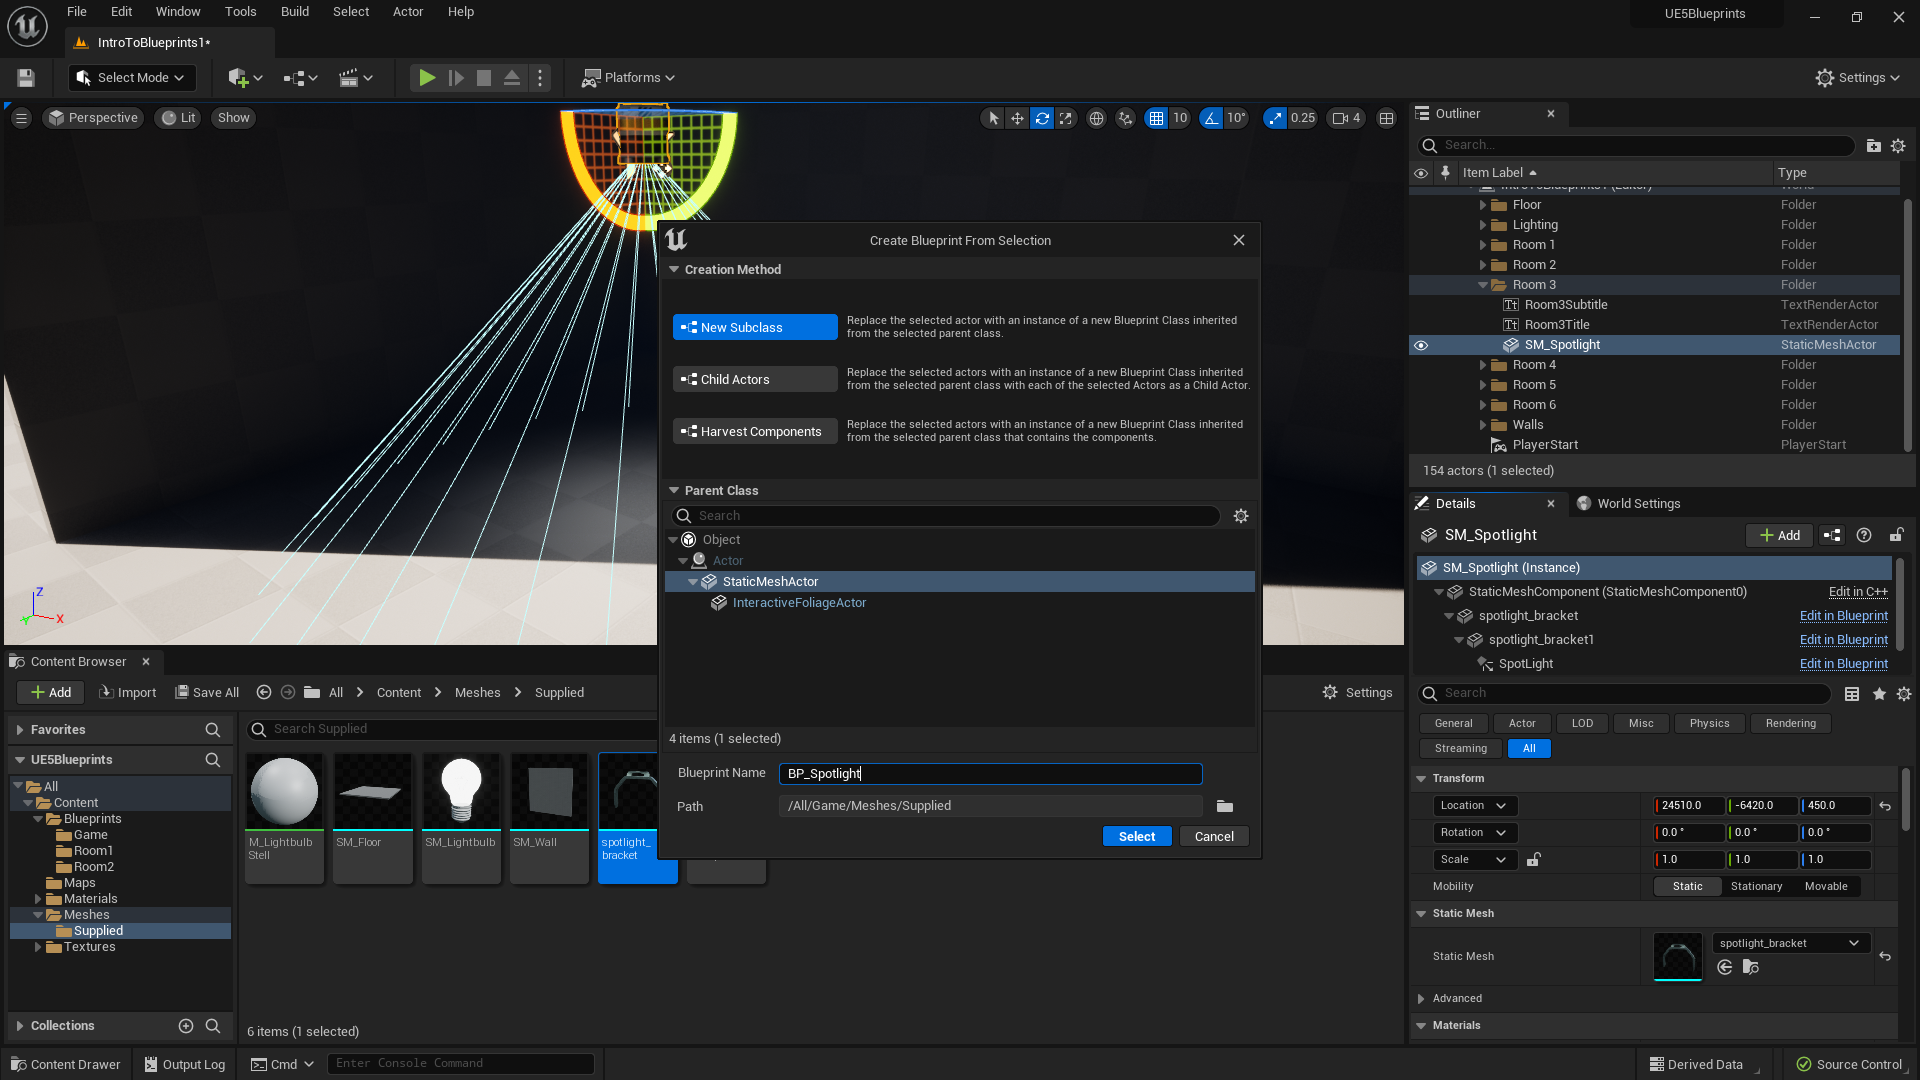 File Edit Window Tools Build Select Actor Help
UE5Blueprints
IntroToBlueprints1*
Select Mode
Platforms
Settings
Perspective Lit Show
10 10° 0.25 4
Outliner
Search...
Item Label Type
Floor Folder
Lighting Folder
Room 1 Folder
Room 2 Folder
Room 3 Folder
Room3Subtitle TextRenderActor
Room3Title TextRenderActor
SM_Spotlight StaticMeshActor
Room 4 Folder
Room 5 Folder
Room 6 Folder
Walls Folder
PlayerStart PlayerStart
154 actors (1 selected)
Create Blueprint From Selection
Creation Method
New Subclass
Replace the selected actor with an instance of a new Blueprint Class inherited
from the selected parent class.
Child Actors
Replace the selected actors with an instance of a new Blueprint Class inherited
from the selected parent class with each of the selected Actors as a Child Actor.
Harvest Components
Replace the selected actors with an instance of a new Blueprint Class inherited
from the selected parent class that contains the components.
Parent Class
Search
Object
Actor
StaticMeshActor
InteractiveFoliageActor
4 items (1 selected)
Blueprint Name BP_Spotlight
Path /All/Game/Meshes/Supplied
Select Cancel
Z
X
Y
Details World Settings
SM_Spotlight
Add
SM_Spotlight (Instance)
StaticMeshComponent (StaticMeshComponent0) Edit in C++
spotlight_bracket Edit in Blueprint
spotlight_bracket1 Edit in Blueprint
SpotLight Edit in Blueprint
Search
General Actor LOD Misc Physics Rendering
Streaming All
Transform
Location 24510.0 -6420.0 450.0
Rotation 0.0 ° 0.0 ° 0.0 °
Scale 1.0 1.0 1.0
Mobility Static Stationary Movable
Static Mesh
Static Mesh spotlight_bracket
Advanced
Materials
Content Browser
Add Import Save All All Content Meshes Supplied
Settings
Favorites
UE5Blueprints
All
Content
Blueprints
Game
Room1
Room2
Maps
Materials
Meshes
Supplied
Textures
Collections
Search Supplied
M_Lightbulb
Stell
SM_Floor
SM_Lightbulb
SM_Wall
spotlight_
bracket
6 items (1 selected)
Content Drawer Output Log Cmd Enter Console Command
Derived Data Source Control